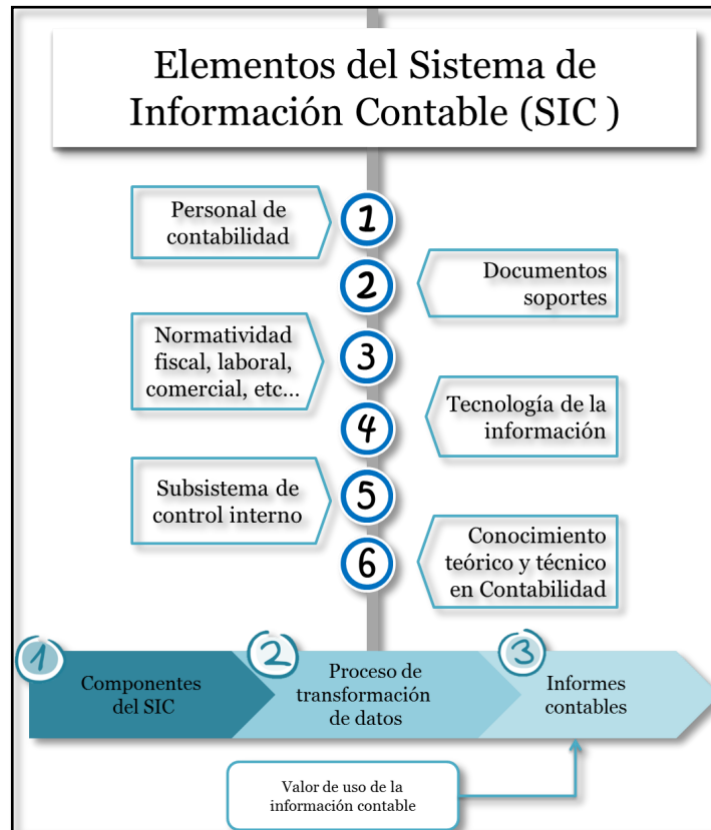 Elementos del Sistema de
Información Contable (SIC )
Personal de
contabilidad
1
2
Documentos
soportes
Normatividad
fiscal, laboral,
comercial, etc...
3
4
Tecnología de la
información
Subsistema de
control interno
5
6
Conocimiento
teórico y técnico
en Contabilidad
1
Componentes
del SIC
2
Proceso de
transformación
de datos
3
Informes
contables
Valor de uso de la
información contable